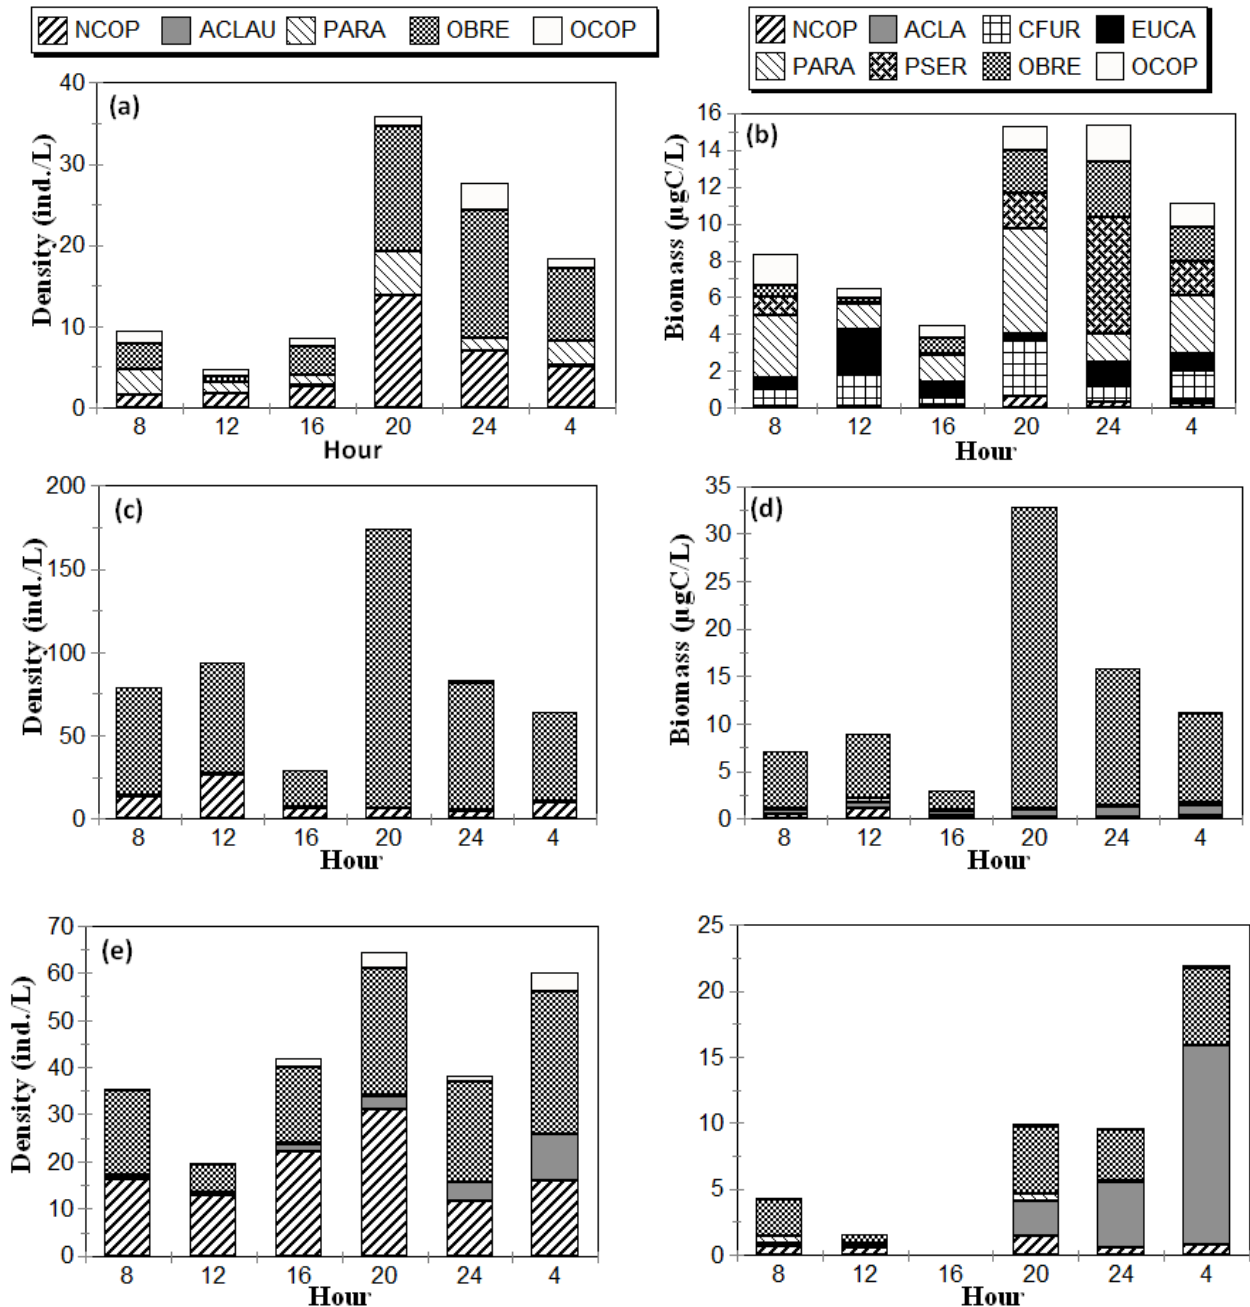 NCOP ACLAU PARA OBRE OCOP
NCOP ACLA CFUR EUCA
PARA PSER OBRE OCOP
(a)
Density (ind./L)
40
30
20
10
0
8 12 16 20 24 4
Hour
(b)
Biomass (µgC/L)
16
14
12
10
8
6
4
2
0
8 12 16 20 24 4
Hour
(c)
Density (ind./L)
200
150
100
50
0
8 12 16 20 24 4
Hour
(d)
Biomass (µgC/L)
35
30
25
20
15
10
5
0
8 12 16 20 24 4
Hour
(e)
Density (ind./L)
70
60
50
40
30
20
10
0
8 12 16 20 24 4
Hour
25
20
15
10
5
0
8 12 16 20 24 4
Hour